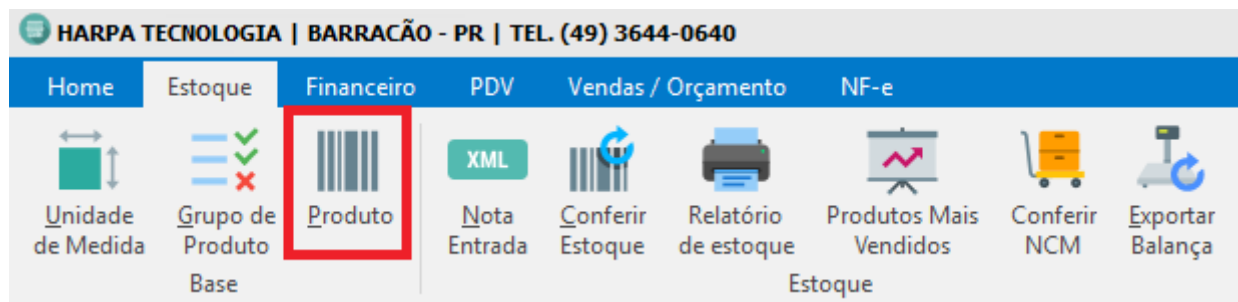 HARPA TECNOLOGIA | BARRACÃO - PR | TEL. (49) 3644-0640
Home Estoque Financeiro PDV Vendas / Orçamento NF-e
Unidade de Medida
Grupo de Produto
Produto
XML
Nota Entrada
Conferir Estoque
Relatório de estoque
Produtos Mais Vendidos
Conferir NCM
Exportar Balança
Base
Estoque